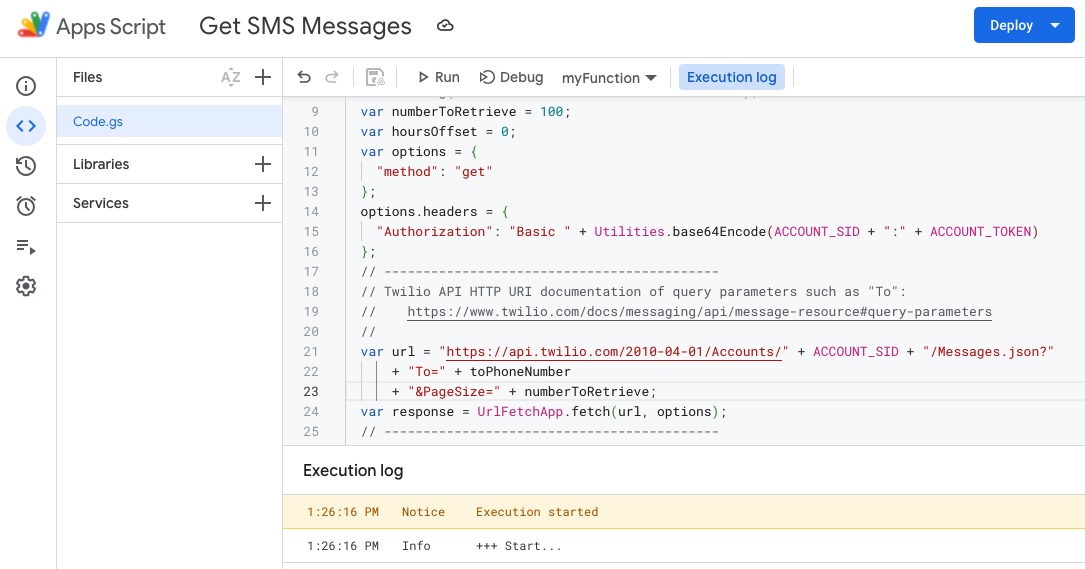 Apps Script Get SMS Messages Deploy
Files AZ Run Debug myFunction Execution log
Code.gs
Libraries
Services
9 var numberToRetrieve = 100;
10 var hoursOffset = 0;
11 var options = {
12 "method": "get"
13 };
14 options.headers = {
15 "Authorization": "Basic " + Utilities.base64Encode(ACCOUNT_SID + ":" + ACCOUNT_TOKEN)
16 };
17 // -------------------------------------------
18 // Twilio API HTTP URI documentation of query parameters such as "To":
19 // https://www.twilio.com/docs/messaging/api/message-resource#query-parameters
20 //
21 var url = "https://api.twilio.com/2010-04-01/Accounts/" + ACCOUNT_SID + "/Messages.json?"
22 + "To=" + toPhoneNumber
23 + "&PageSize=" + numberToRetrieve;
24 var response = UrlFetchApp.fetch(url, options);
25 // -------------------------------------------
Execution log
1:26:16 PM Notice Execution started
1:26:16 PM Info +++ Start...